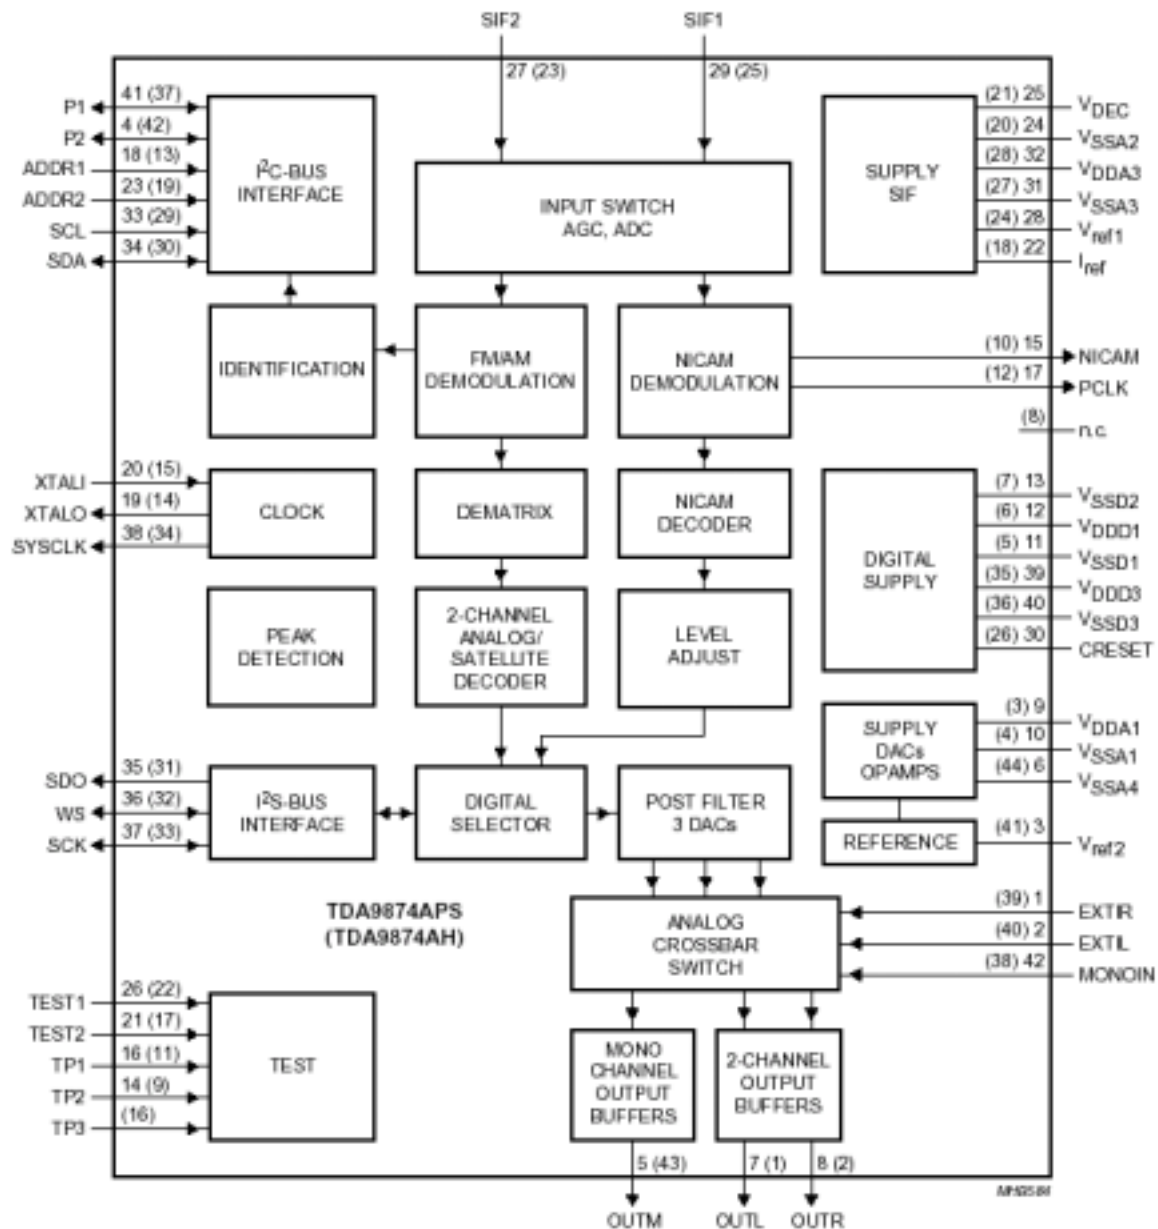 SIF2
SIF1
27 (23)
29 (25)
P1
41 (37)
P2
4 (42)
ADDR1
18 (13)
ADDR2
23 (19)
SCL
33 (29)
SDA
34 (30)
I²C-BUS
INTERFACE
INPUT SWITCH
AGC, ADC
SUPPLY
SIF
(21) 25
VDEC
(20) 24
VSSA2
(28) 32
VDDA3
(27) 31
VSSA3
(24) 28
Vref1
(18) 22
Iref
IDENTIFICATION
FM/AM
DEMODULATION
NICAM
DEMODULATION
(10) 15
NICAM
(12) 17
PCLK
(8)
n.c.
XTALI
20 (15)
XTALO
19 (14)
SYSCLK
38 (34)
CLOCK
DEMATRIX
NICAM
DECODER
DIGITAL
SUPPLY
(7) 13
VSSD2
(6) 12
VDDD1
(5) 11
VSSD1
(35) 39
VDDD3
(36) 40
VSSD3
(26) 30
CRESET
PEAK
DETECTION
2-CHANNEL
ANALOG/
SATELLITE
DECODER
LEVEL
ADJUST
SUPPLY
DACs
OPAMPS
(3) 9
VDDA1
(4) 10
VSSA1
(44) 6
VSSA4
REFERENCE
(41) 3
Vref2
SDO
35 (31)
WS
36 (32)
SCK
37 (33)
I²S-BUS
INTERFACE
DIGITAL
SELECTOR
POST FILTER
3 DACs
TDA9874APS
(TDA9874AH)
ANALOG
CROSSBAR
SWITCH
(39) 1
EXTIR
(40) 2
EXTIL
(38) 42
MONOIN
TEST1
26 (22)
TEST2
21 (17)
TP1
16 (11)
TP2
14 (9)
TP3
(16)
TEST
MONO
CHANNEL
OUTPUT
BUFFERS
2-CHANNEL
OUTPUT
BUFFERS
5 (43)
7 (1)
8 (2)
MHB584
OUTM
OUTL
OUTR